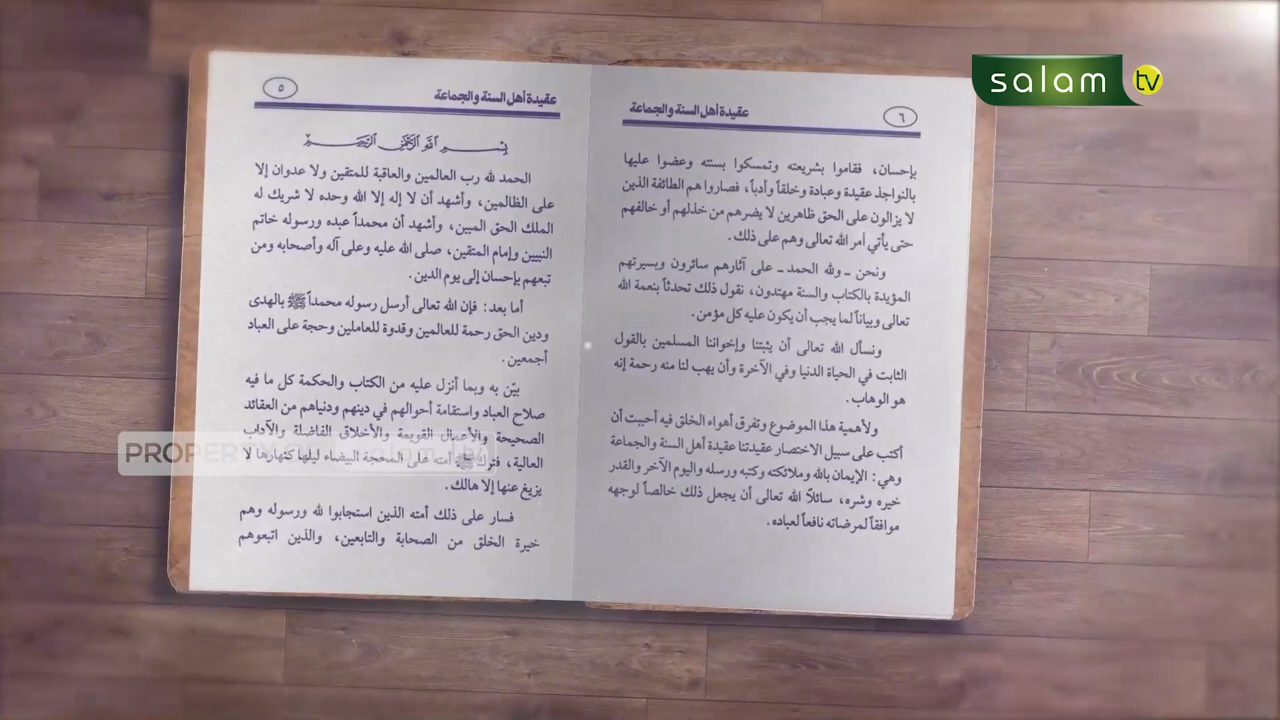 salam tv
٥
عقيدة أهل السنة والجماعة
بسم الله الرحمن الرحيم
الحمد لله رب العالمين والعاقبة للمتقين ولا عدوان إلا
على الظالمين، وأشهد أن لا إله إلا الله وحده لا شريك له
الملك الحق المبين، وأشهد أن محمداً عبده ورسوله خاتم
النبيين وإمام المتقين، صلى الله عليه وعلى آله وأصحابه ومن
تبعهم بإحسان إلى يوم الدين.
أما بعد: فإن الله تعالى أرسل رسوله محمداً ﷺ بالهدى
ودين الحق رحمة للعالمين وقدوة للعاملين وحجة على العباد
أجمعين.
بيّن به وبما أنزل عليه من الكتاب والحكمة كل ما فيه
صلاح العباد واستقامة أحوالهم في دينهم ودنياهم من العقائد
الصحيحة والأعمال القويمة والأخلاق الفاضلة والآداب
العالية، فترك ﷺ أمته على المحجة البيضاء ليلها كنهارها لا
يزيغ عنها إلا هالك.
فسار على ذلك أمته الذين استجابوا لله ورسوله وهم
خيرة الخلق من الصحابة والتابعين، والذين اتبعوهم
عقيدة أهل السنة والجماعة
٦
بإحسان، فقاموا بشريعته وتمسكوا بسنته وعضوا عليها
بالنواجذ عقيدة وعبادة وخلقاً وأدباً، فصاروا هم الطائفة الذين
لا يزالون على الحق ظاهرين لا يضرهم من خذلهم أو خالفهم
حتى يأتي أمر الله تعالى وهم على ذلك.
ونحن ـ ولله الحمد ـ على آثارهم سائرون وبسيرتهم
المؤيدة بالكتاب والسنة مهتدون، نقول ذلك تحدثاً بنعمة الله
تعالى وبياناً لما يجب أن يكون عليه كل مؤمن.
ونسأل الله تعالى أن يثبتنا وإخواننا المسلمين بالقول
الثابت في الحياة الدنيا وفي الآخرة وأن يهب لنا منه رحمة إنه
هو الوهاب.
ولأهمية هذا الموضوع وتفرق أهواء الخلق فيه أحببت أن
أكتب على سبيل الاختصار عقيدتنا عقيدة أهل السنة والجماعة
وهي: الإيمان بالله وملائكته وكتبه ورسله واليوم الآخر والقدر
خيره وشره، سائلاً الله تعالى أن يجعل ذلك خالصاً لوجهه
موافقاً لمرضاته نافعاً لعباده.
PROPERTY salam tv